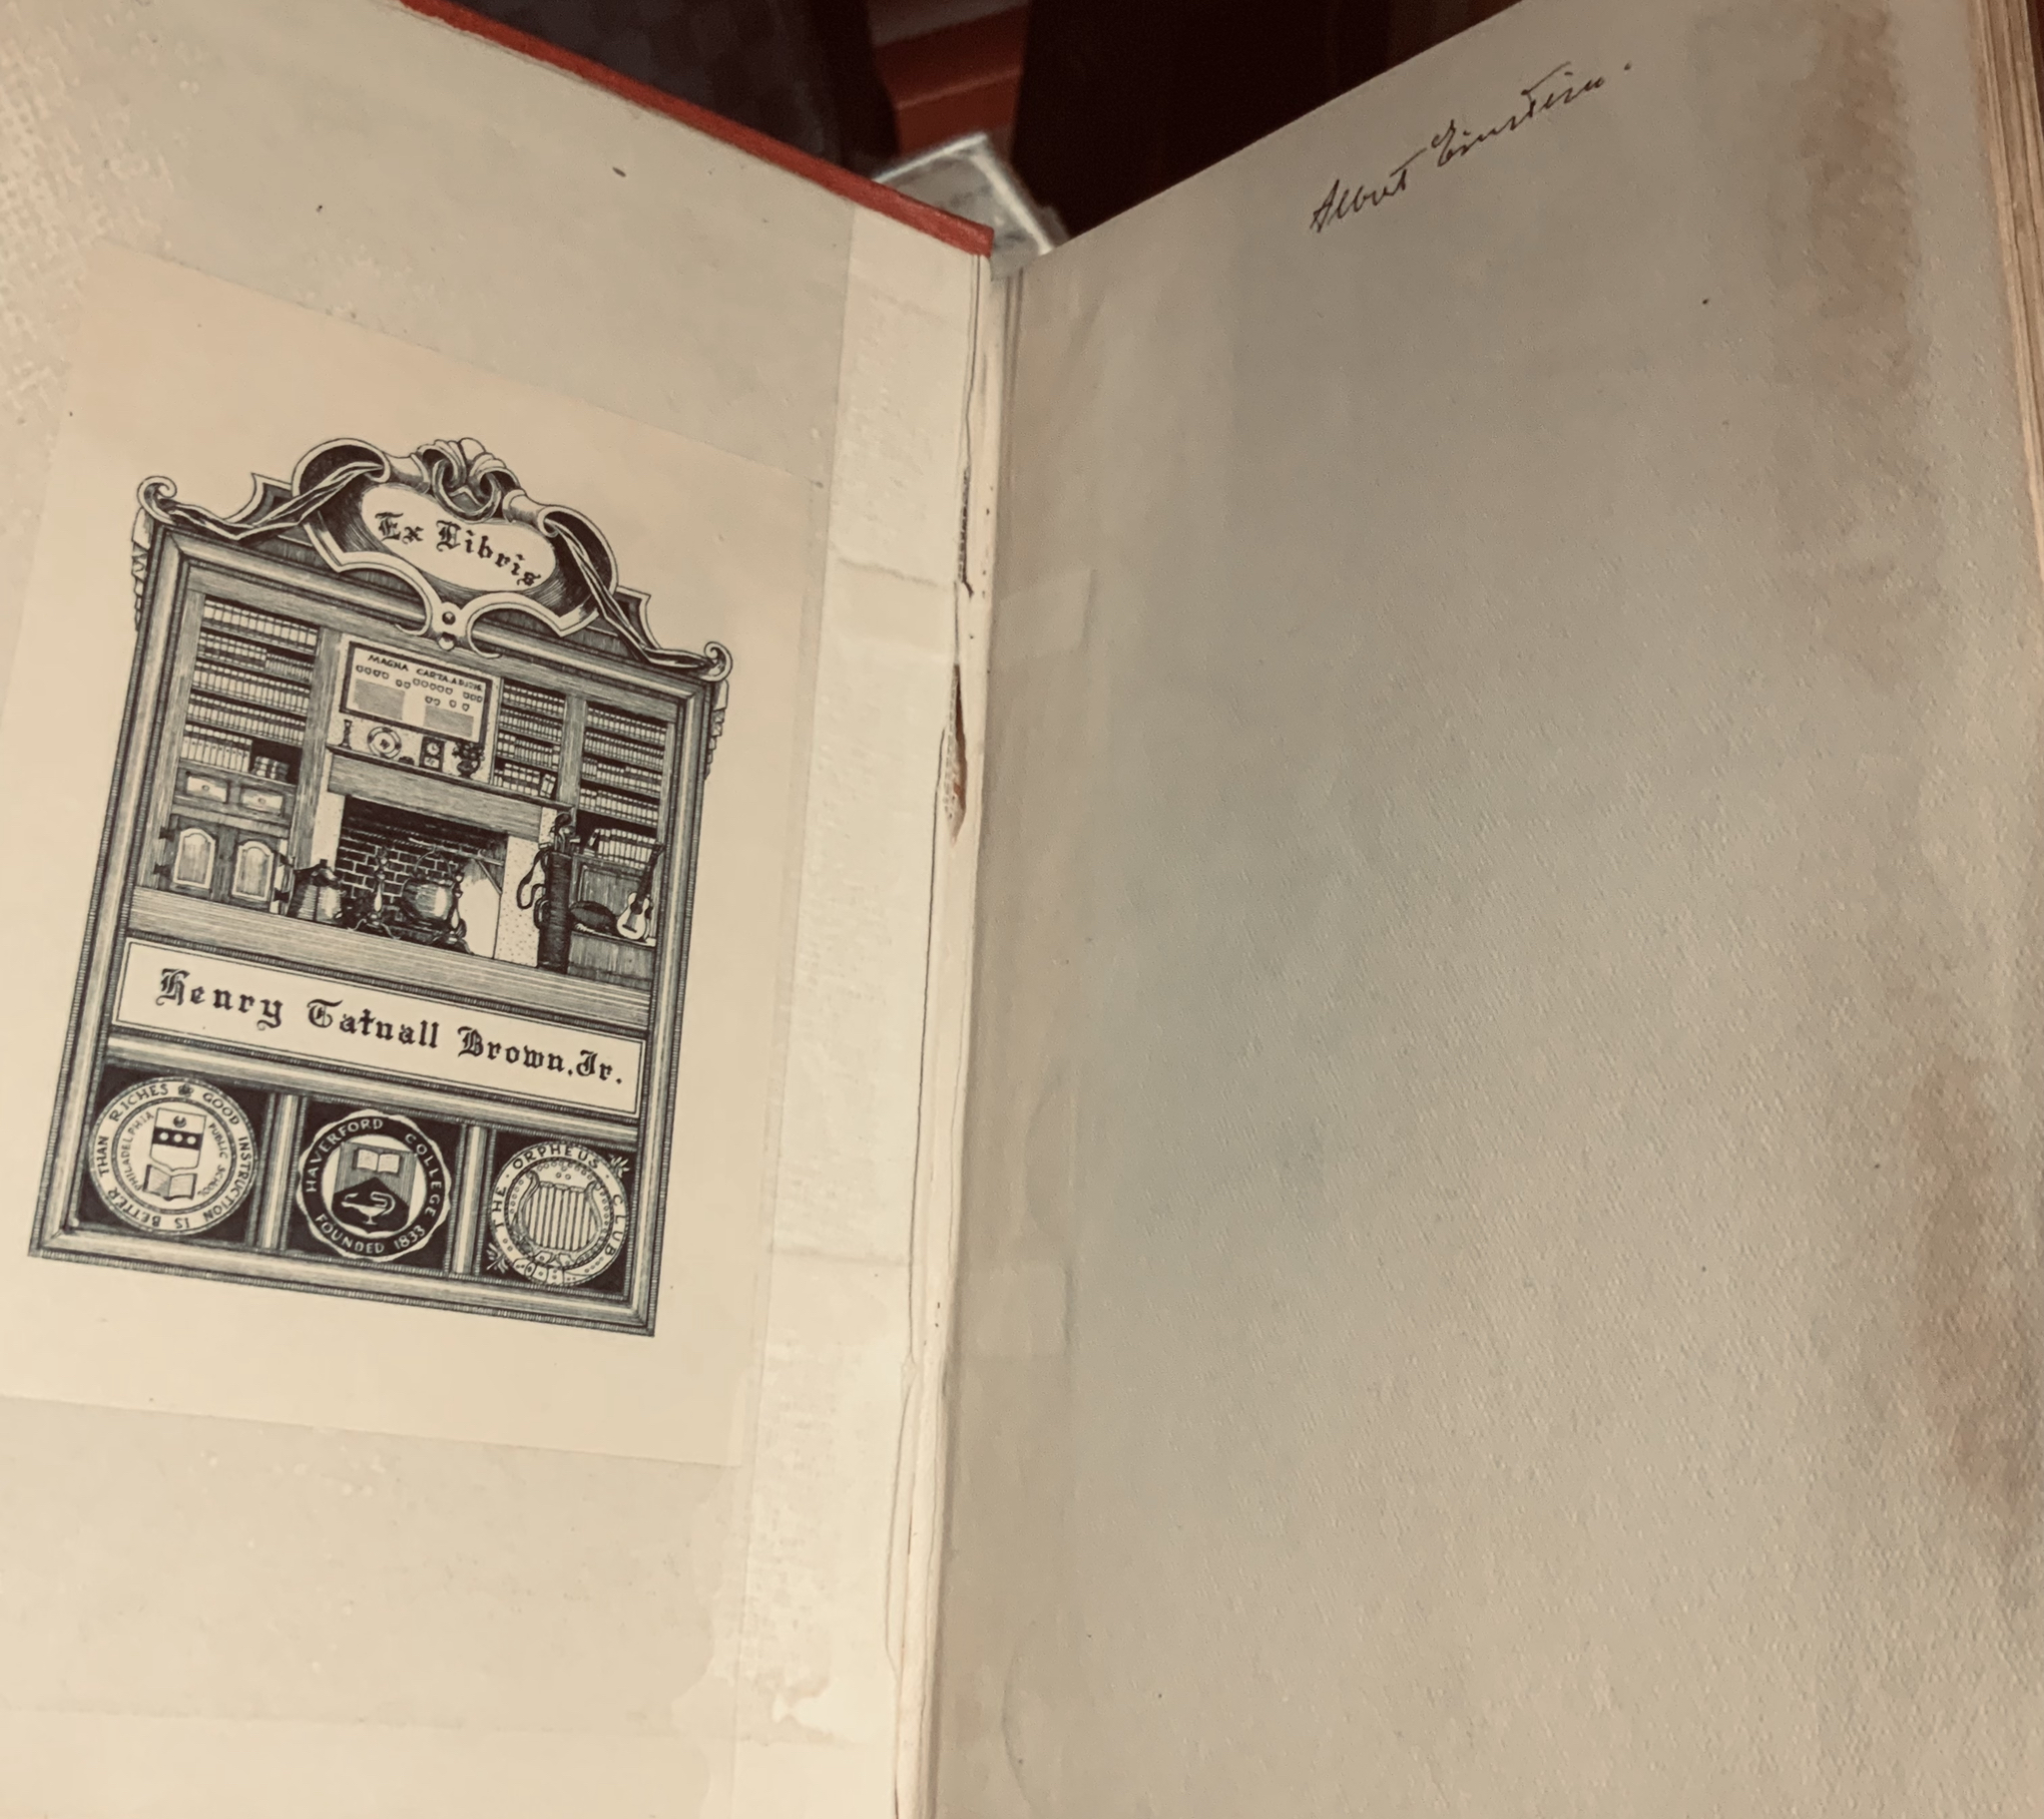 Ex Libris
MAGNA CARTA
Henry Tatnall Brown, Jr.
GOOD INSTRUCTION IS BETTER THAN RICHES
PHILADELPHIA PUBLIC SCHOOL
HAVERFORD COLLEGE
FOUNDED 1833
THE ORPHEUS CLUB
Albert Einstein.